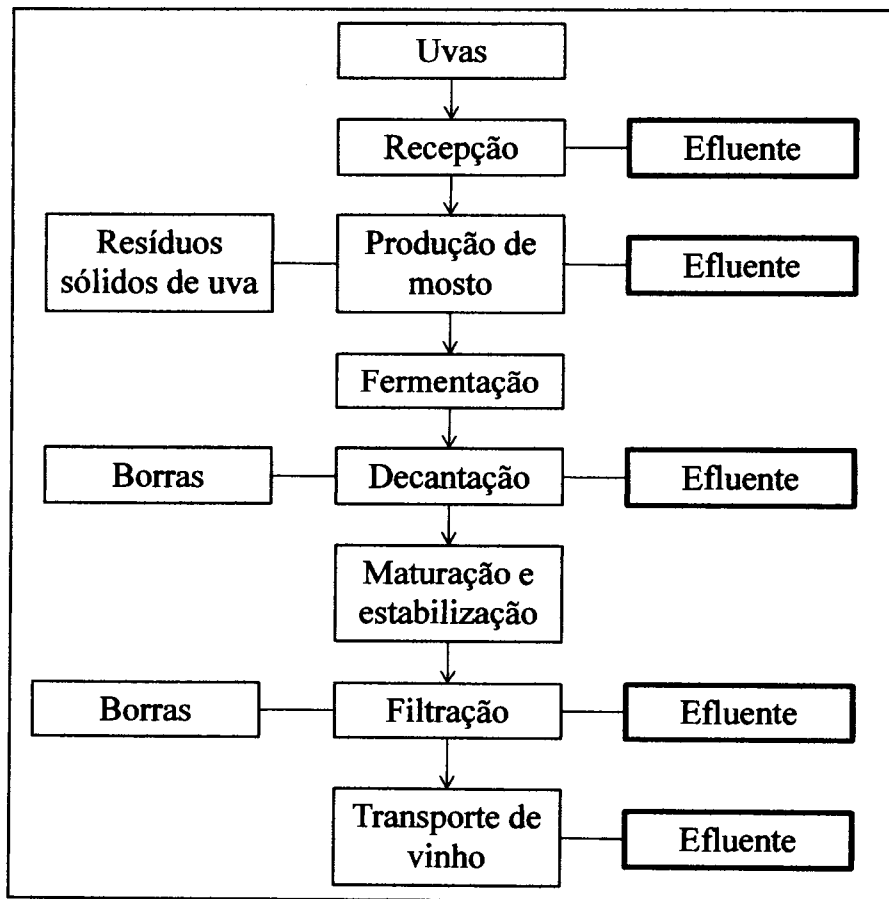 Uvas
Recepção
Efluente
Resíduos
sólidos de uva
Produção de
mosto
Efluente
Fermentação
Borras
Decantação
Efluente
Maturação e
estabilização
Borras
Filtração
Efluente
Transporte de
vinho
Efluente